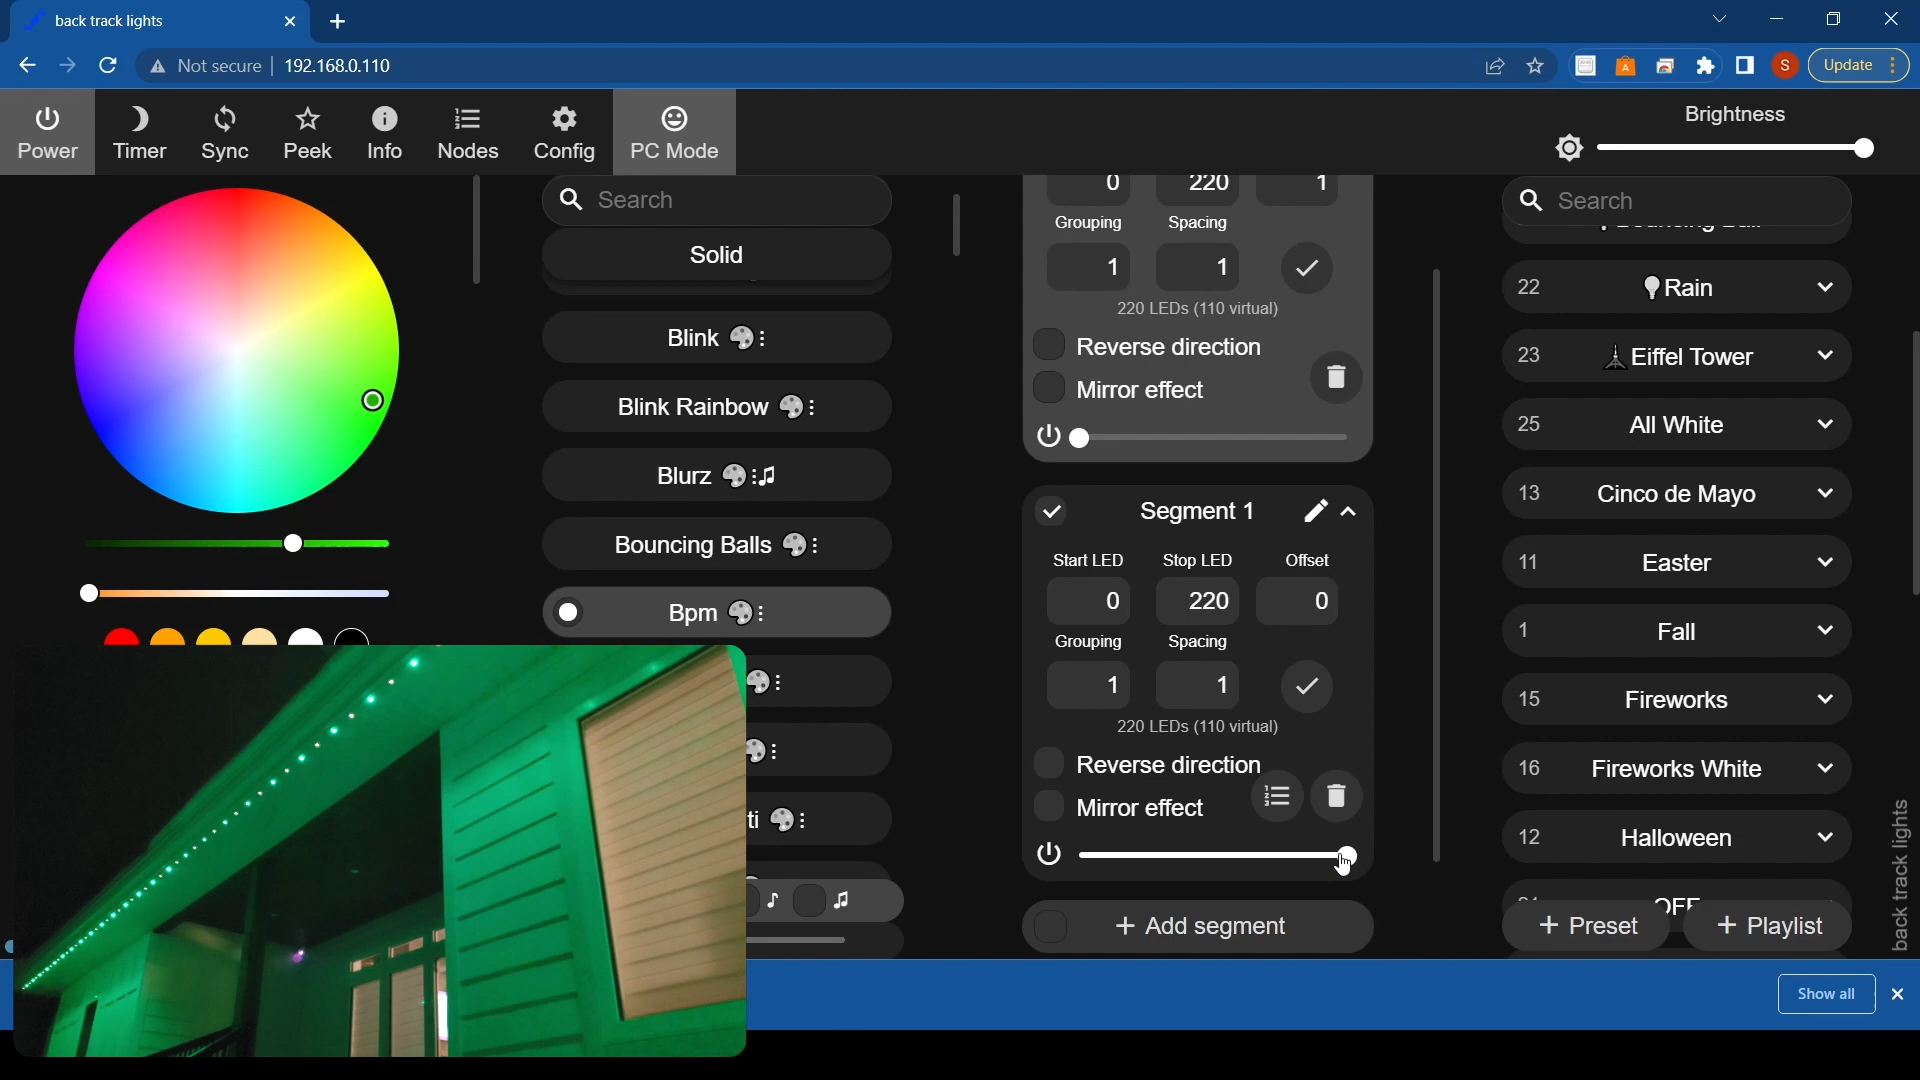 back track lights
Not secure 192.168.0.110
S
Update
Power
Timer
Sync
Peek
Info
Nodes
Config
PC Mode
Brightness
Search
Solid
Blink
Blink Rainbow
Blurz
Bouncing Balls
Bpm
ti
0 220 1
Grouping Spacing
1 1
220 LEDs (110 virtual)
Reverse direction
Mirror effect
Segment 1
Start LED Stop LED Offset
0 220 0
Grouping Spacing
1 1
220 LEDs (110 virtual)
Reverse direction
Mirror effect
+ Add segment
Search
22 Rain
23 Eiffel Tower
25 All White
13 Cinco de Mayo
11 Easter
1 Fall
15 Fireworks
16 Fireworks White
12 Halloween
OFF
+ Preset
+ Playlist
back track lights
Show all